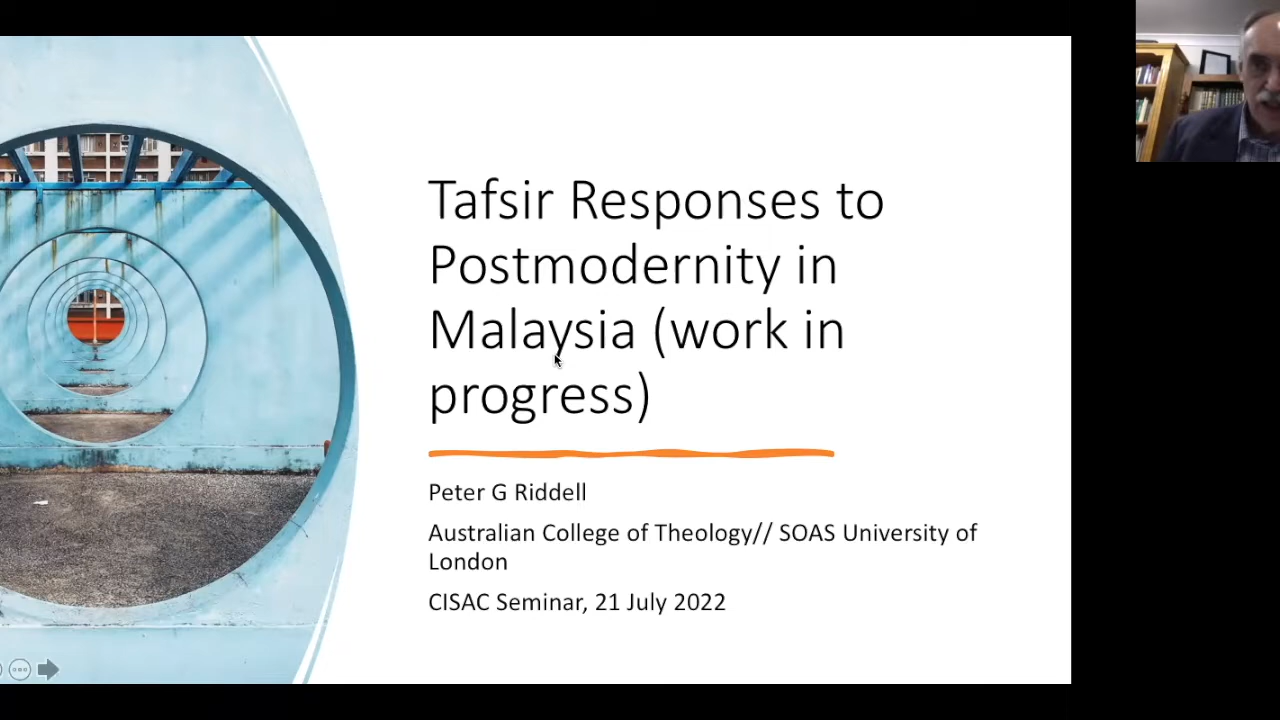 Tafsir Responses to
Postmodernity in
Malaysia (work in
progress)
Peter G Riddell
Australian College of Theology// SOAS University of
London
CISAC Seminar, 21 July 2022